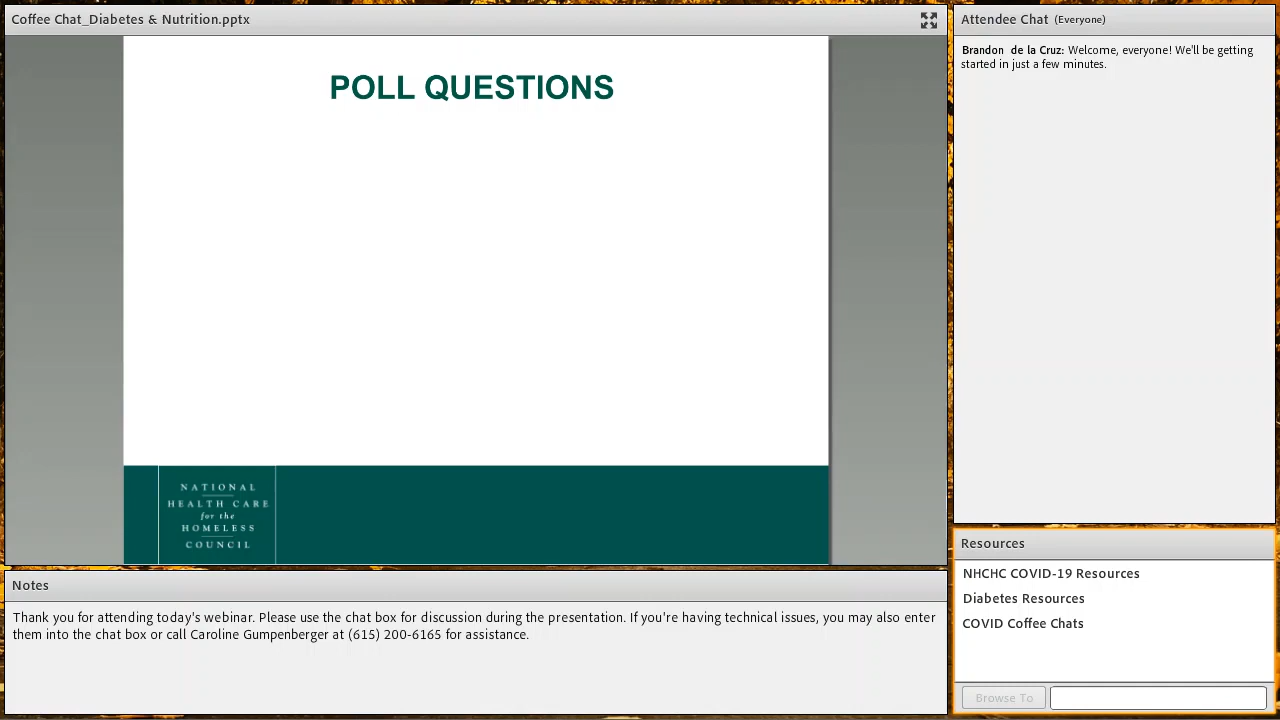 Coffee Chat_Diabetes & Nutrition.pptx
POLL QUESTIONS
NATIONAL
HEALTH CARE
for the
HOMELESS
COUNCIL
Notes
Thank you for attending today's webinar. Please use the chat box for discussion during the presentation. If you're having technical issues, you may also enter
them into the chat box or call Caroline Gumpenberger at (615) 200-6165 for assistance.
Attendee Chat (Everyone)
Brandon de la Cruz: Welcome, everyone! We'll be getting
started in just a few minutes.
Resources
NHCHC COVID-19 Resources
Diabetes Resources
COVID Coffee Chats
Browse To